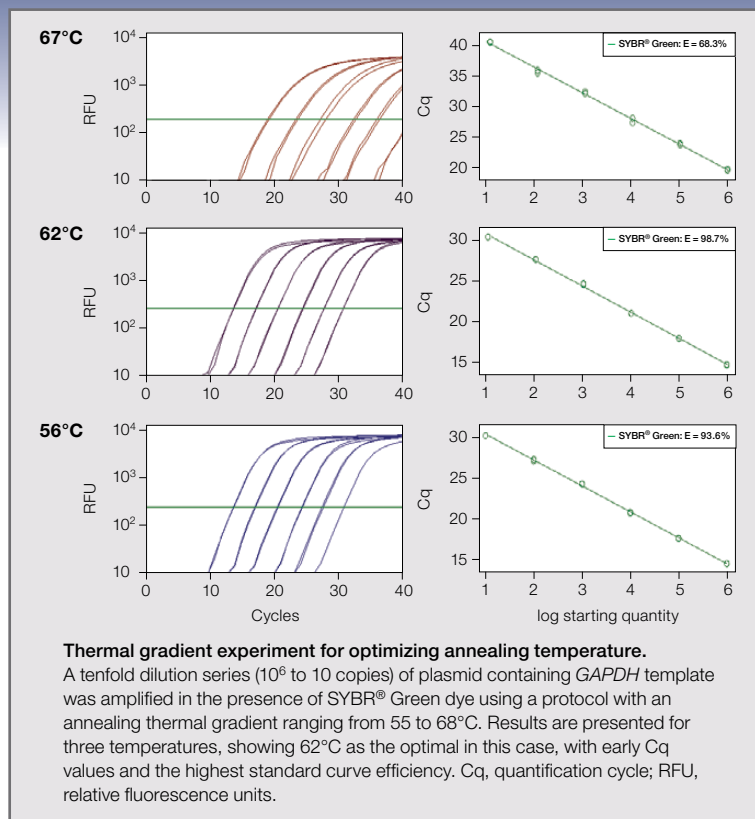 67°C
10⁴
10³
10²
10
RFU
0 10 20 30 40
40
35
30
25
20
Cq
SYBR® Green: E = 68.3%
1 2 3 4 5 6
62°C
10⁴
10³
10²
10
RFU
0 10 20 30 40
30
25
20
15
Cq
SYBR® Green: E = 98.7%
1 2 3 4 5 6
56°C
10⁴
10³
10²
10
RFU
0 10 20 30 40
Cycles
30
25
20
15
Cq
SYBR® Green: E = 93.6%
1 2 3 4 5 6
log starting quantity
Thermal gradient experiment for optimizing annealing temperature.
A tenfold dilution series (10⁶ to 10 copies) of plasmid containing GAPDH template
was amplified in the presence of SYBR® Green dye using a protocol with an
annealing thermal gradient ranging from 55 to 68°C. Results are presented for
three temperatures, showing 62°C as the optimal in this case, with early Cq
values and the highest standard curve efficiency. Cq, quantification cycle; RFU,
relative fluorescence units.